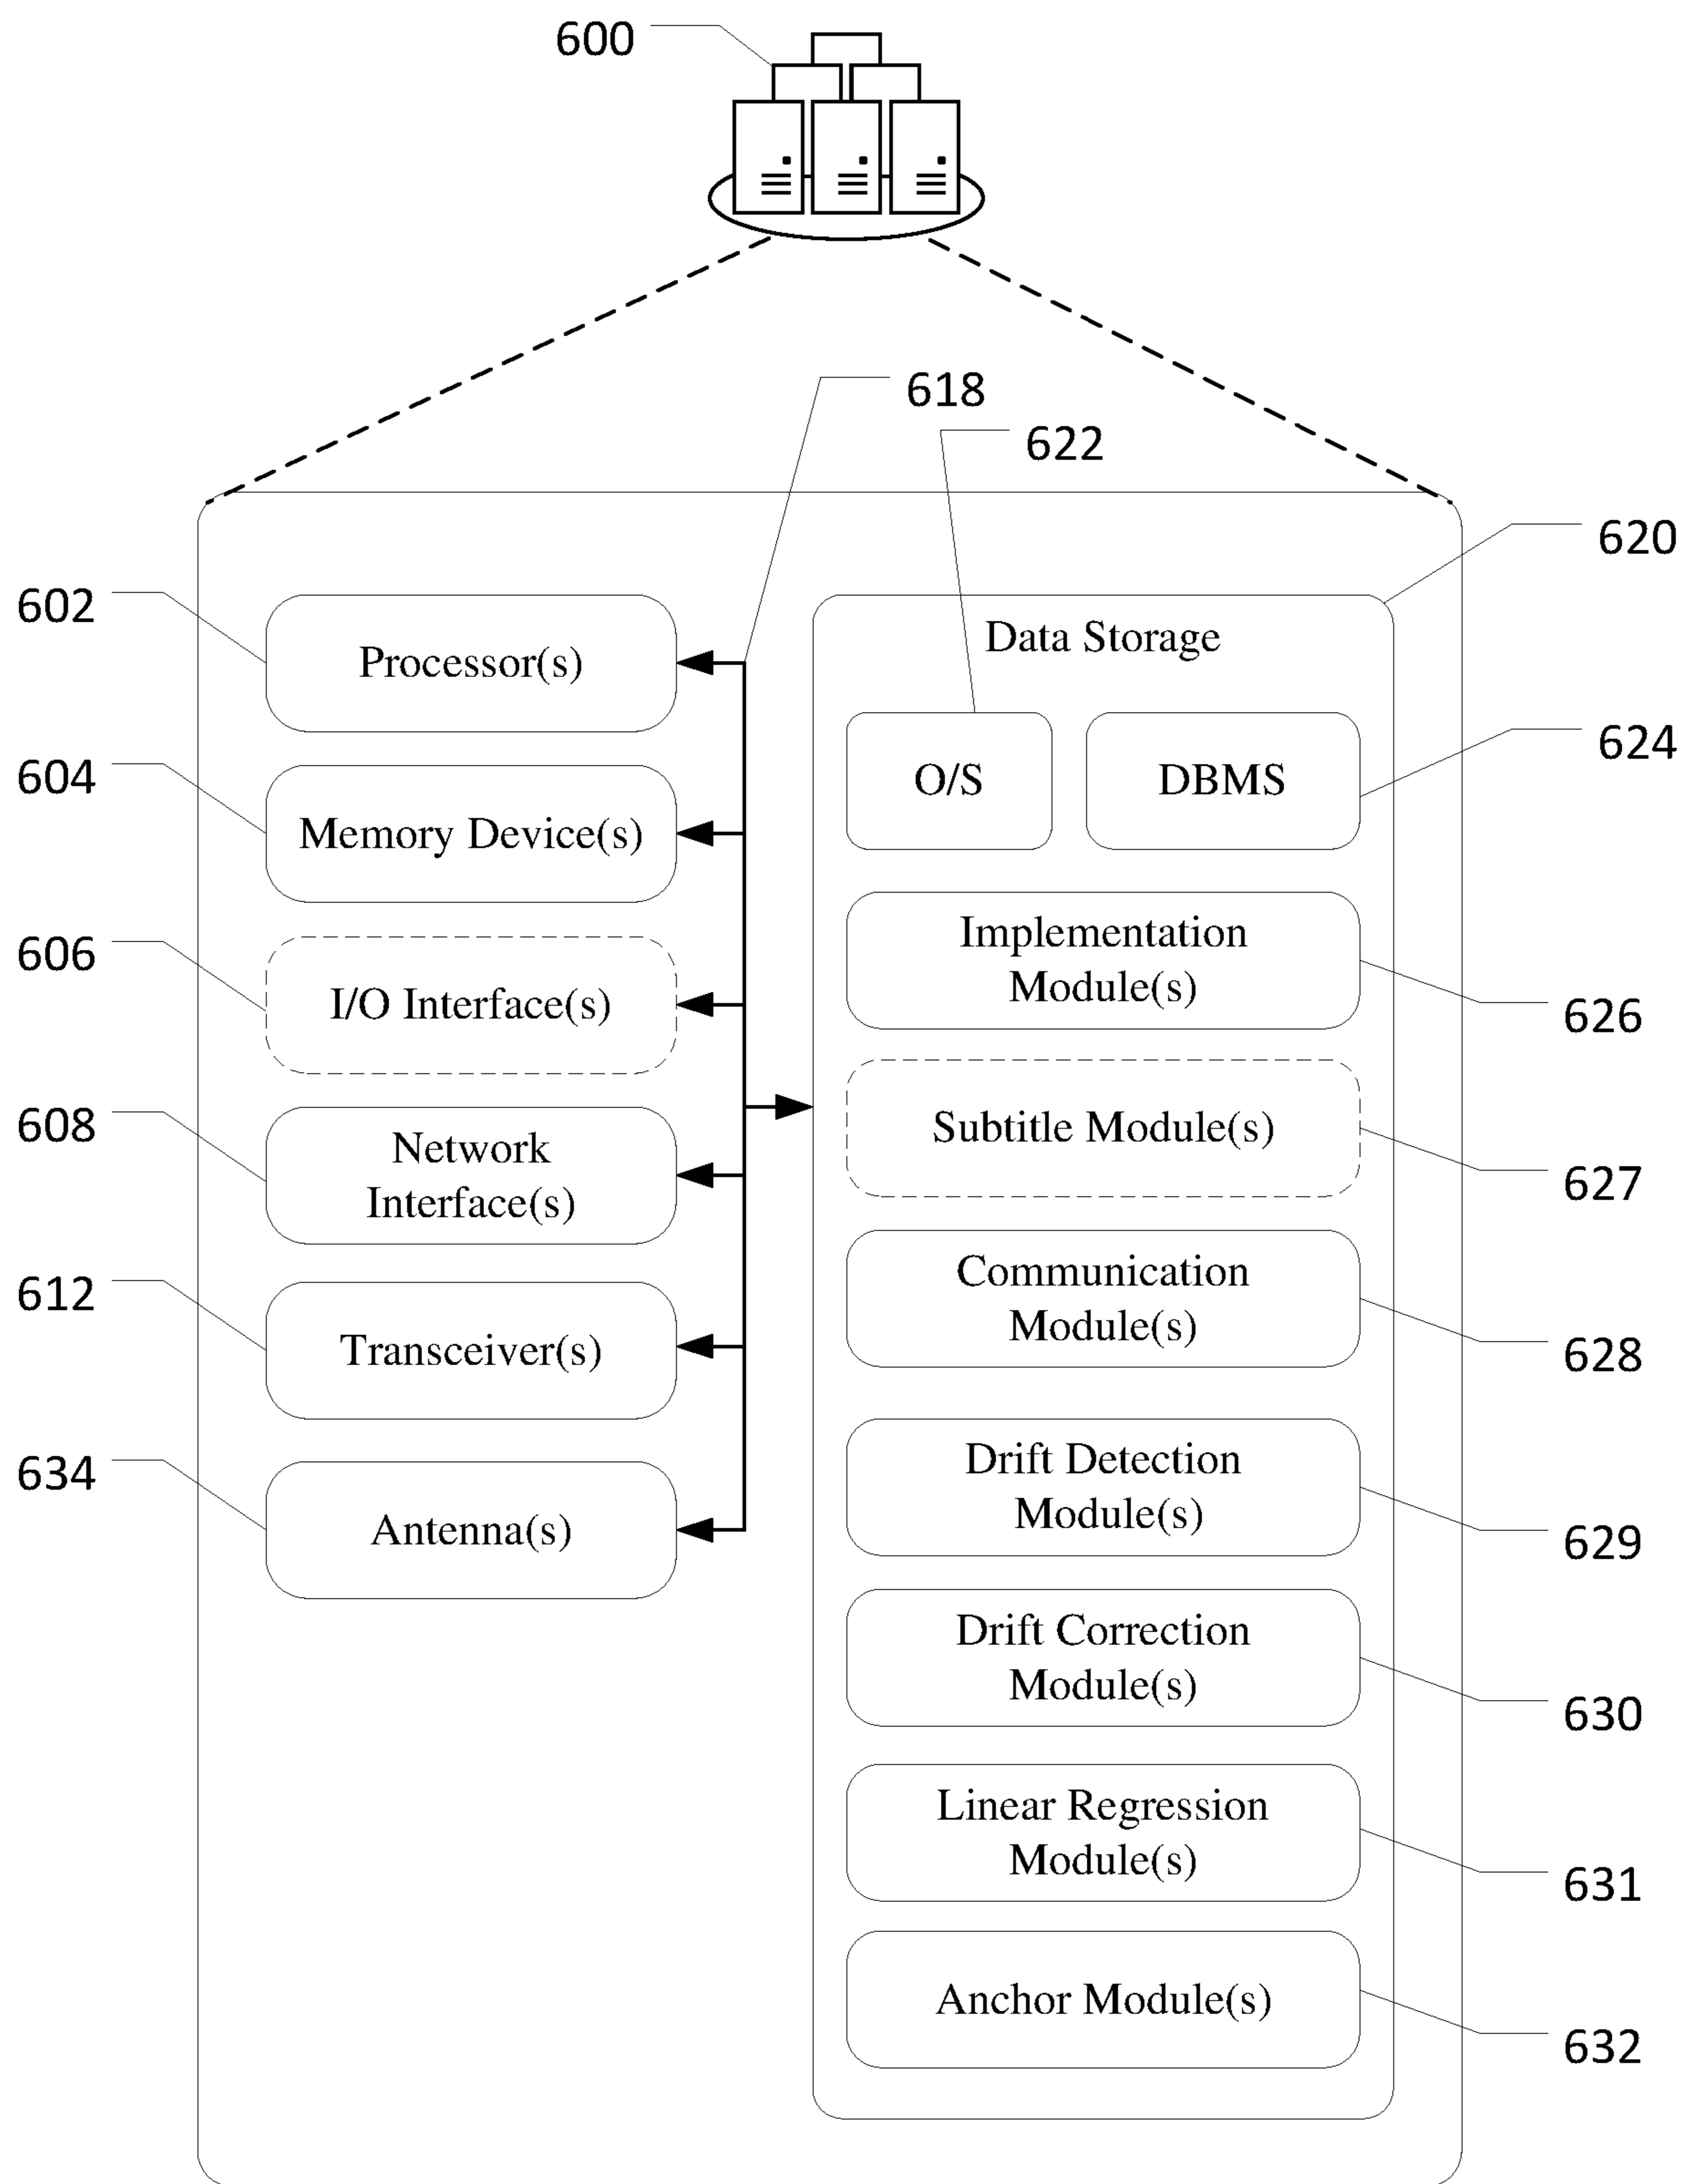 600
618
622
620
602
Processor(s)
604
Memory Device(s)
606
I/O Interface(s)
608
Network
Interface(s)
612
Transceiver(s)
634
Antenna(s)
Data Storage
O/S
DBMS
624
Implementation
Module(s)
626
Subtitle Module(s)
627
Communication
Module(s)
628
Drift Detection
Module(s)
629
Drift Correction
Module(s)
630
Linear Regression
Module(s)
631
Anchor Module(s)
632